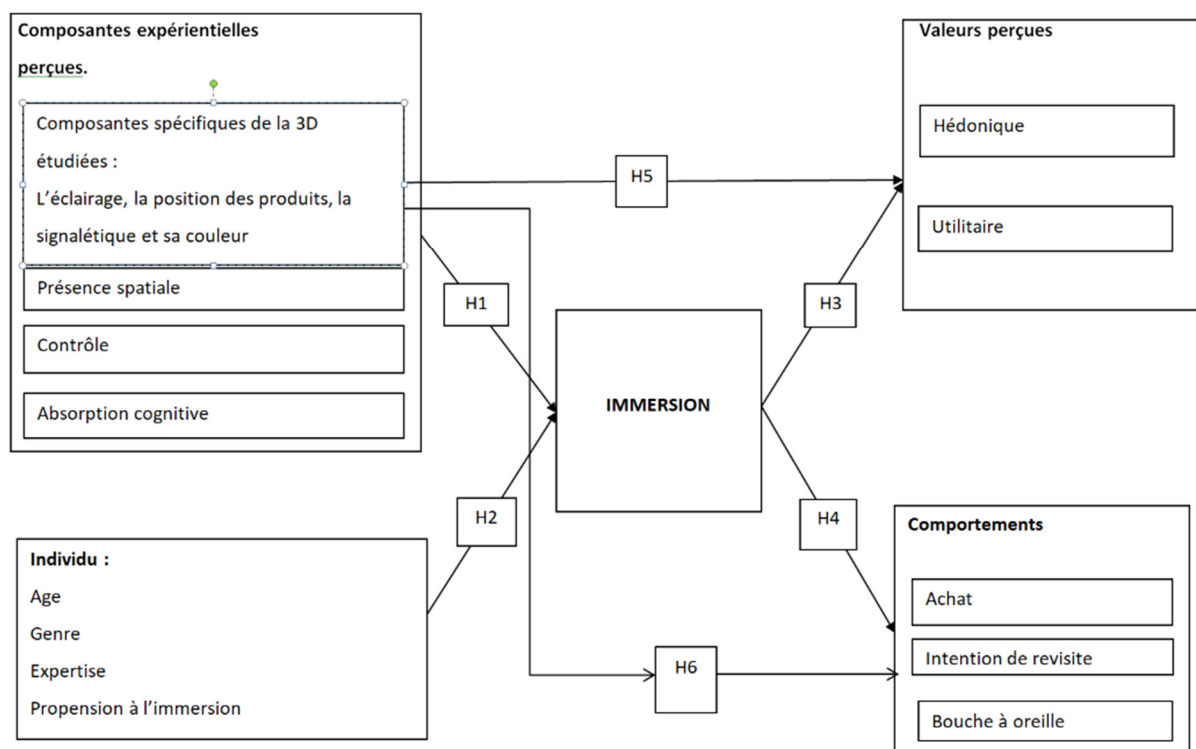 Composantes expérientielles
perçues.
Composantes spécifiques de la 3D
étudiées :
L'éclairage, la position des produits, la
signalétique et sa couleur
Présence spatiale
Contrôle
Absorption cognitive
Individu :
Age
Genre
Expertise
Propension à l'immersion
H1
H2
H5
IMMERSION
H3
H4
H6
Valeurs perçues
Hédonique
Utilitaire
Comportements
Achat
Intention de revisite
Bouche à oreille